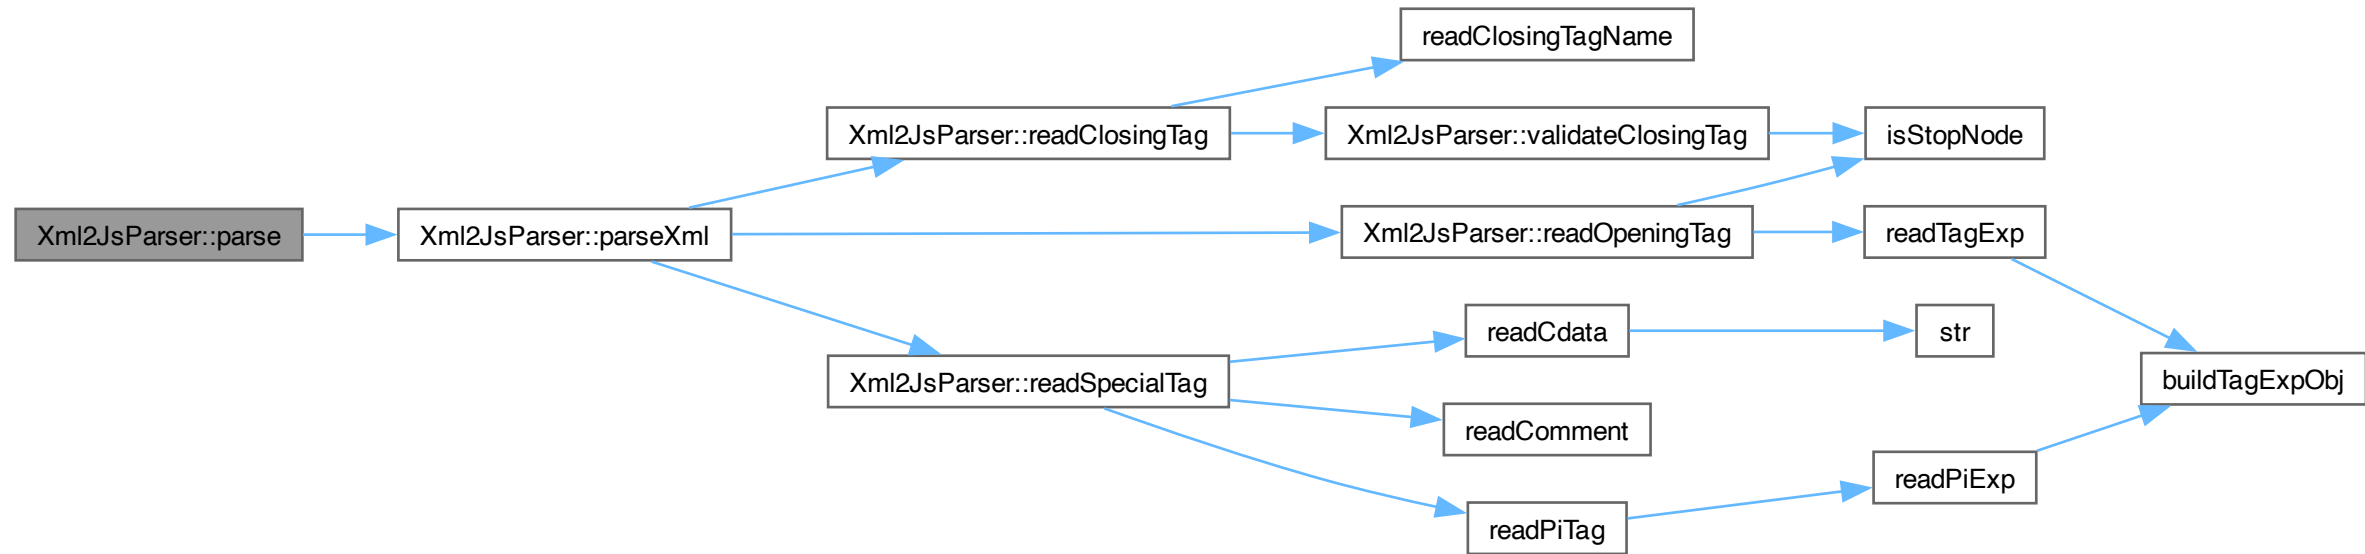 readClosingTagName
Xml2JsParser::readClosingTag
Xml2JsParser::validateClosingTag
isStopNode
Xml2JsParser::parse
Xml2JsParser::parseXml
Xml2JsParser::readOpeningTag
readTagExp
readCdata
str
Xml2JsParser::readSpecialTag
buildTagExpObj
readComment
readPiExp
readPiTag